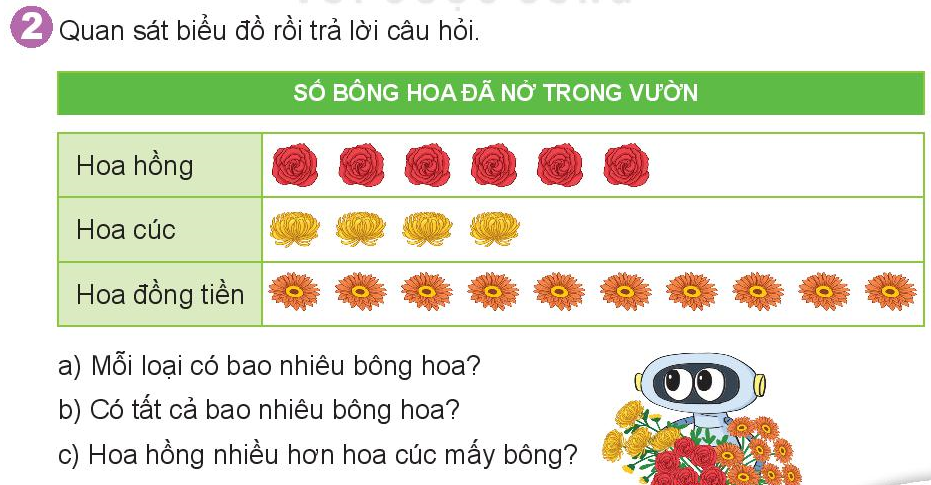 2 Quan sát biểu đồ rồi trả lời câu hỏi.
SỐ BÔNG HOA ĐÃ NỞ TRONG VƯỜN
Hoa hồng
Hoa cúc
Hoa đồng tiền
a) Mỗi loại có bao nhiêu bông hoa?
b) Có tất cả bao nhiêu bông hoa?
c) Hoa hồng nhiều hơn hoa cúc mấy bông?